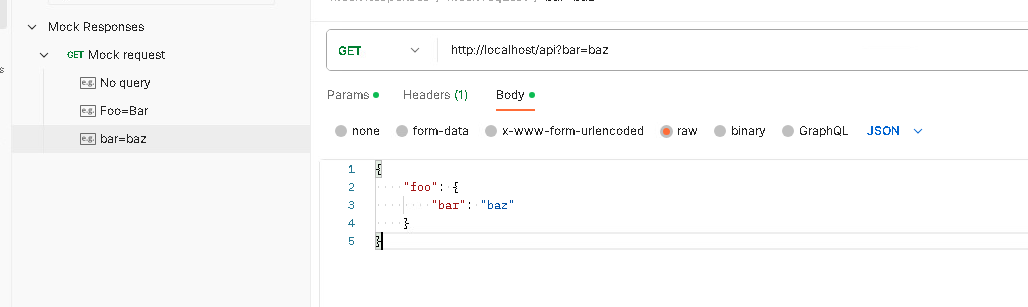 Mock Responses
GET Mock request
e.g. No query
e.g. Foo=Bar
e.g. bar=baz
GET http://localhost/api?bar=baz
Params Headers (1) Body
none form-data x-www-form-urlencoded raw binary GraphQL JSON
1 {
2 "foo": {
3 "bar": "baz"
4 }
5 }